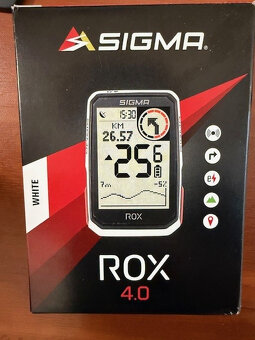 SIGMA
SIGMA
15:30
KM
26.57
25 6
7m -5%
ROX
WHITE
ROX
4.0